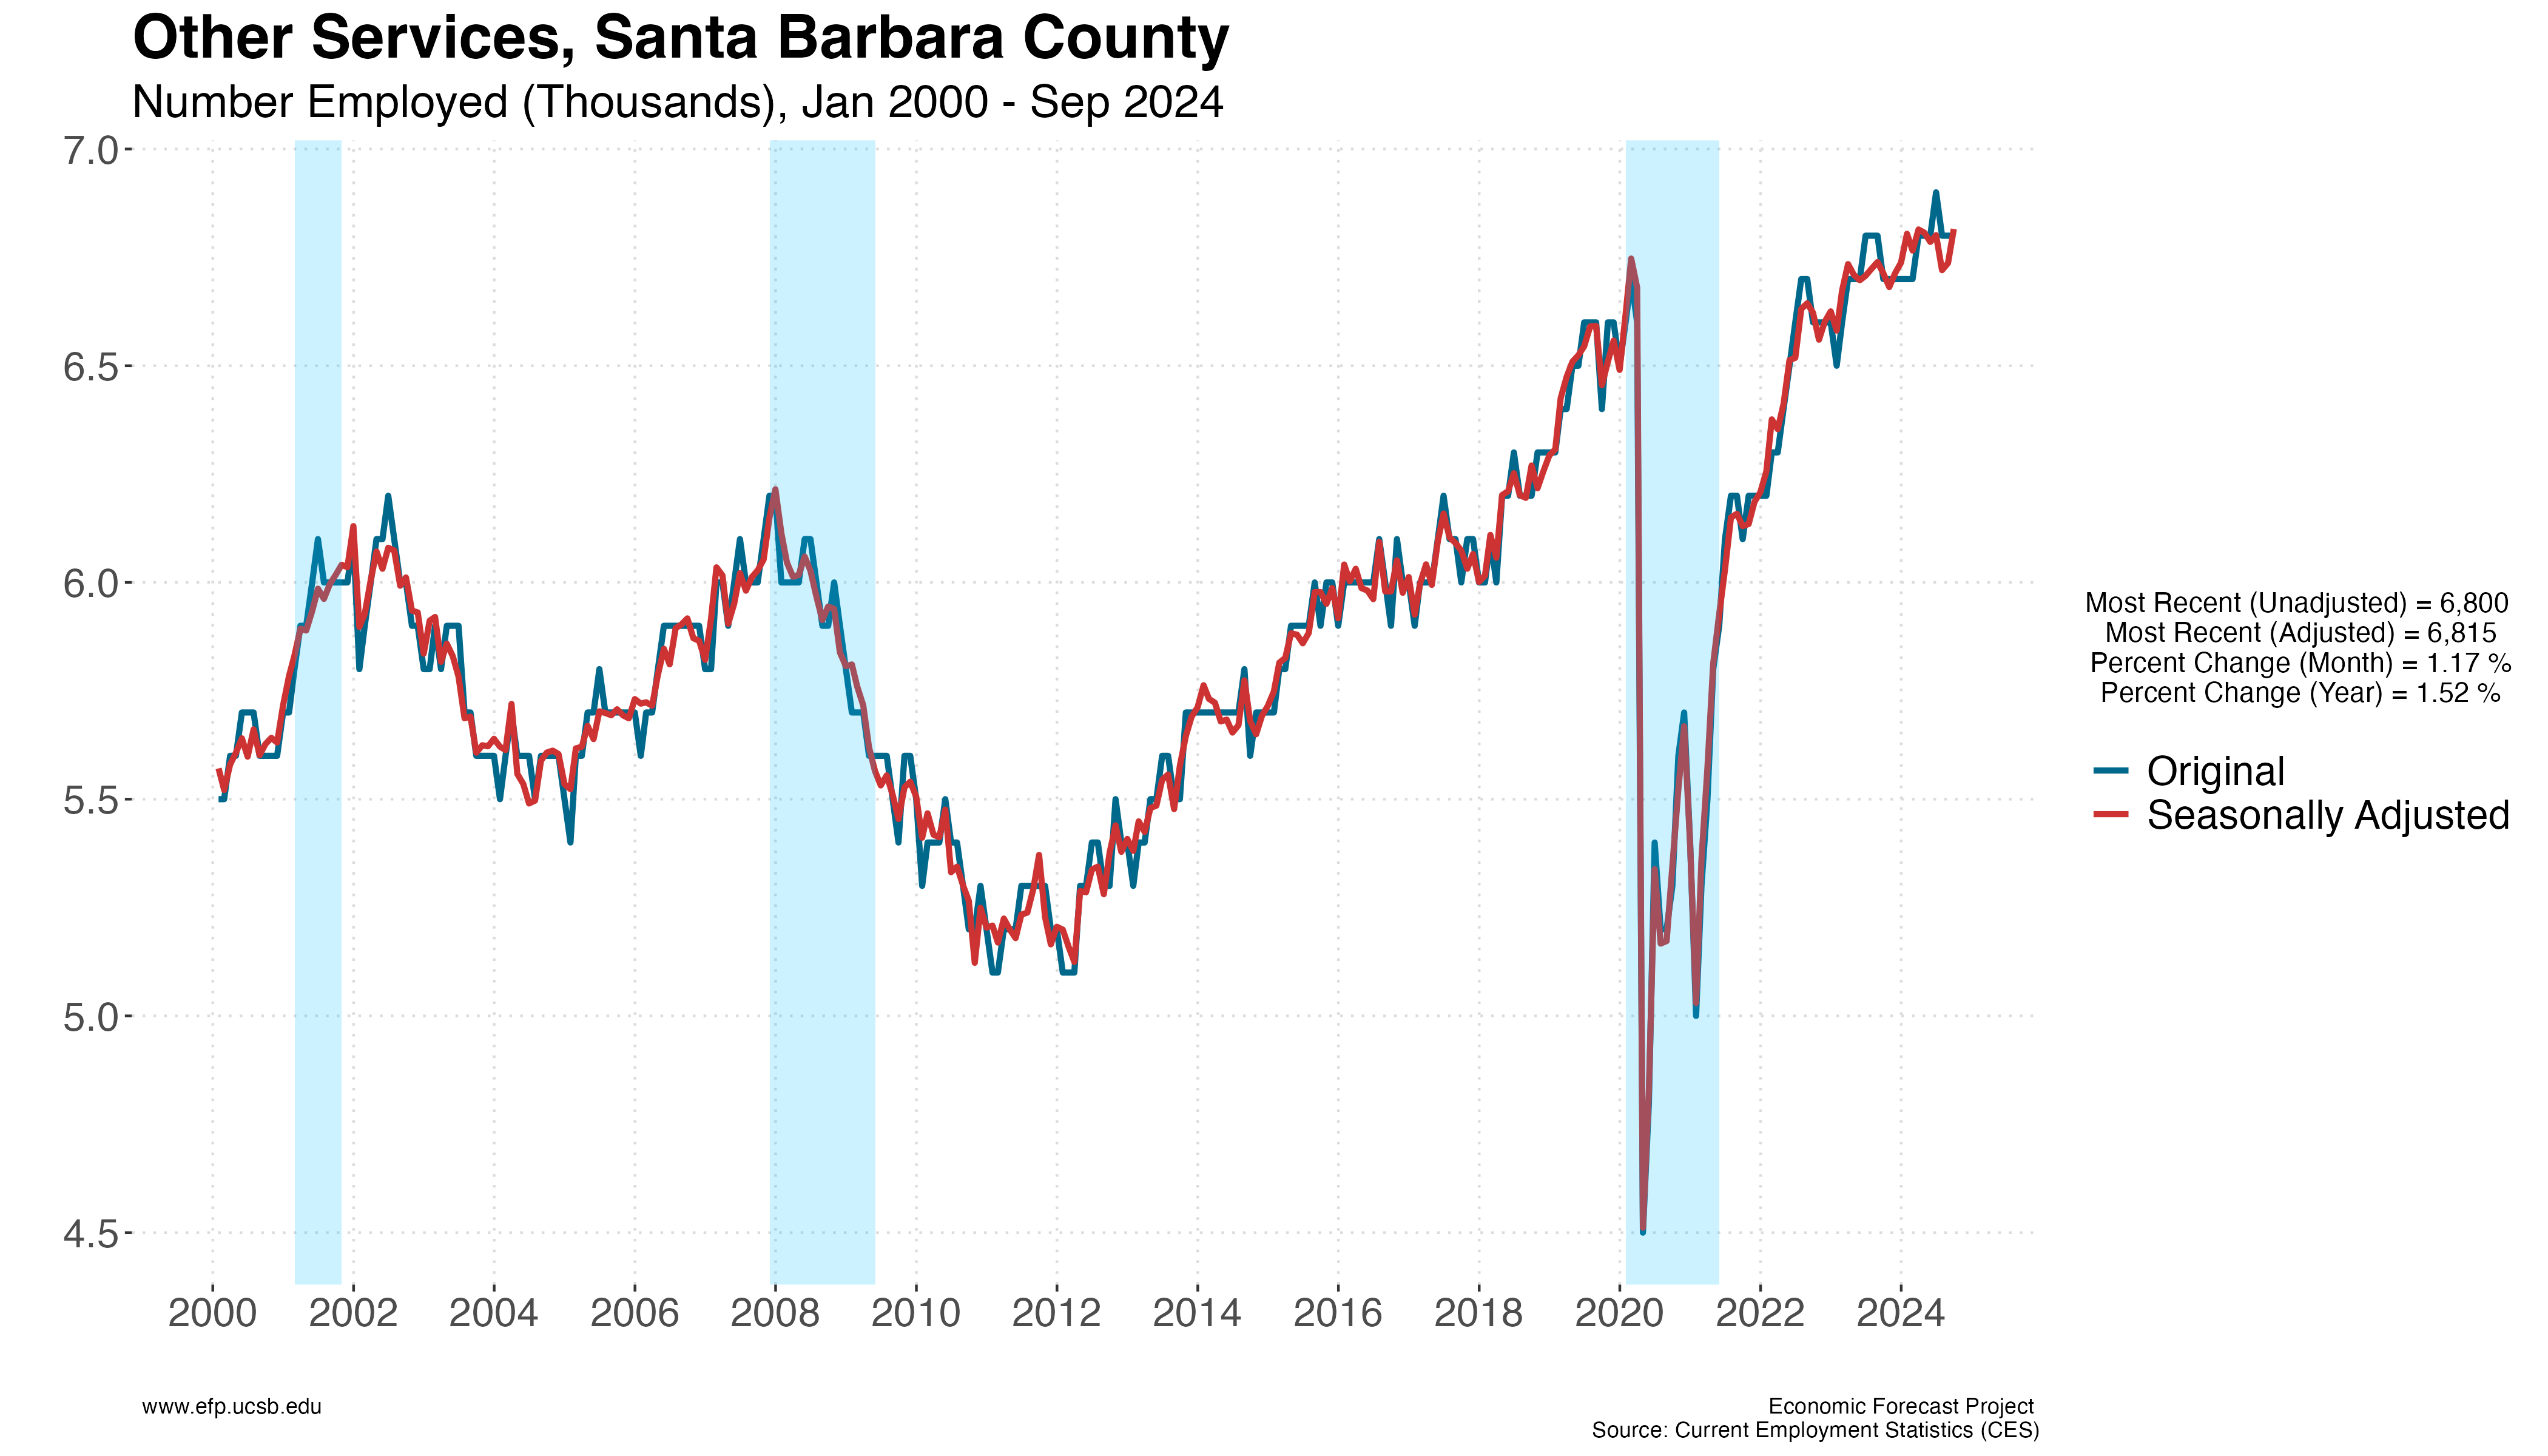 Other Services, Santa Barbara County
Number Employed (Thousands), Jan 2000 - Sep 2024
7.0
6.5
6.0
5.5
5.0
4.5
2000 2002 2004 2006 2008 2010 2012 2014 2016 2018 2020 2022 2024
Most Recent (Unadjusted) = 6,800
Most Recent (Adjusted) = 6,815
Percent Change (Month) = 1.17 %
Percent Change (Year) = 1.52 %
Original
Seasonally Adjusted
www.efp.ucsb.edu
Economic Forecast Project
Source: Current Employment Statistics (CES)